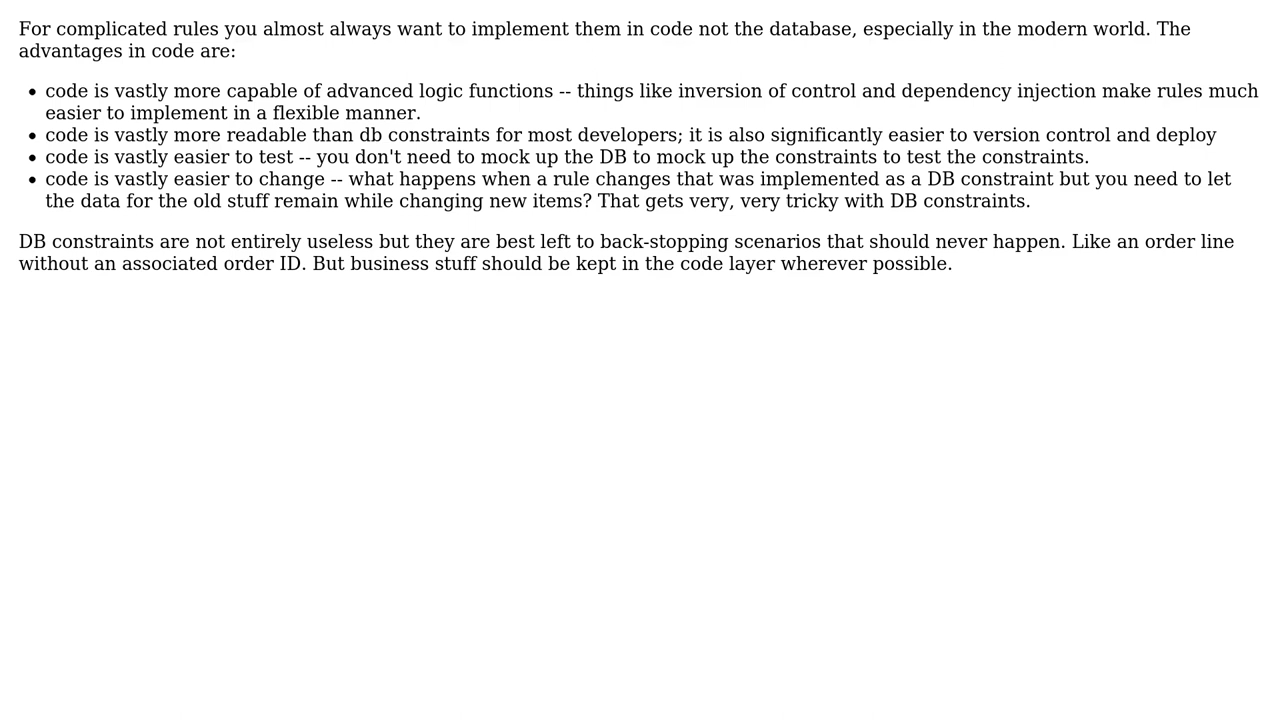 For complicated rules you almost always want to implement them in code not the database, especially in the modern world. The
advantages in code are:
• code is vastly more capable of advanced logic functions -- things like inversion of control and dependency injection make rules much
easier to implement in a flexible manner.
• code is vastly more readable than db constraints for most developers; it is also significantly easier to version control and deploy
• code is vastly easier to test -- you don't need to mock up the DB to mock up the constraints to test the constraints.
• code is vastly easier to change -- what happens when a rule changes that was implemented as a DB constraint but you need to let
the data for the old stuff remain while changing new items? That gets very, very tricky with DB constraints.
DB constraints are not entirely useless but they are best left to back-stopping scenarios that should never happen. Like an order line
without an associated order ID. But business stuff should be kept in the code layer wherever possible.